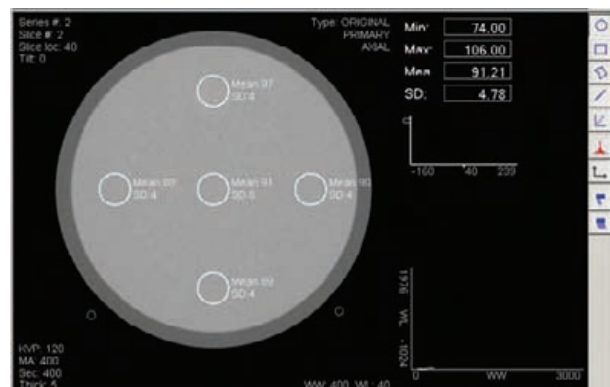 Series #: 2
Slice #: 2
Slice loc: 40
Tilt: 0
Type: ORIGINAL
PRIMARY
AXIAL
Min: 74.00
Max: 106.00
Mea 91.21
SD: 4.78
Mean
SD:4
Mean
SD:4
Mean 91
SD:5
Mean 90
SD:4
Mean
SD:4
-160 40 239
1976 WL -1024
0 WW 3000
KVP: 120
MA: 400
Sec: 400
Thick: 5
WW: 400 WL: 40